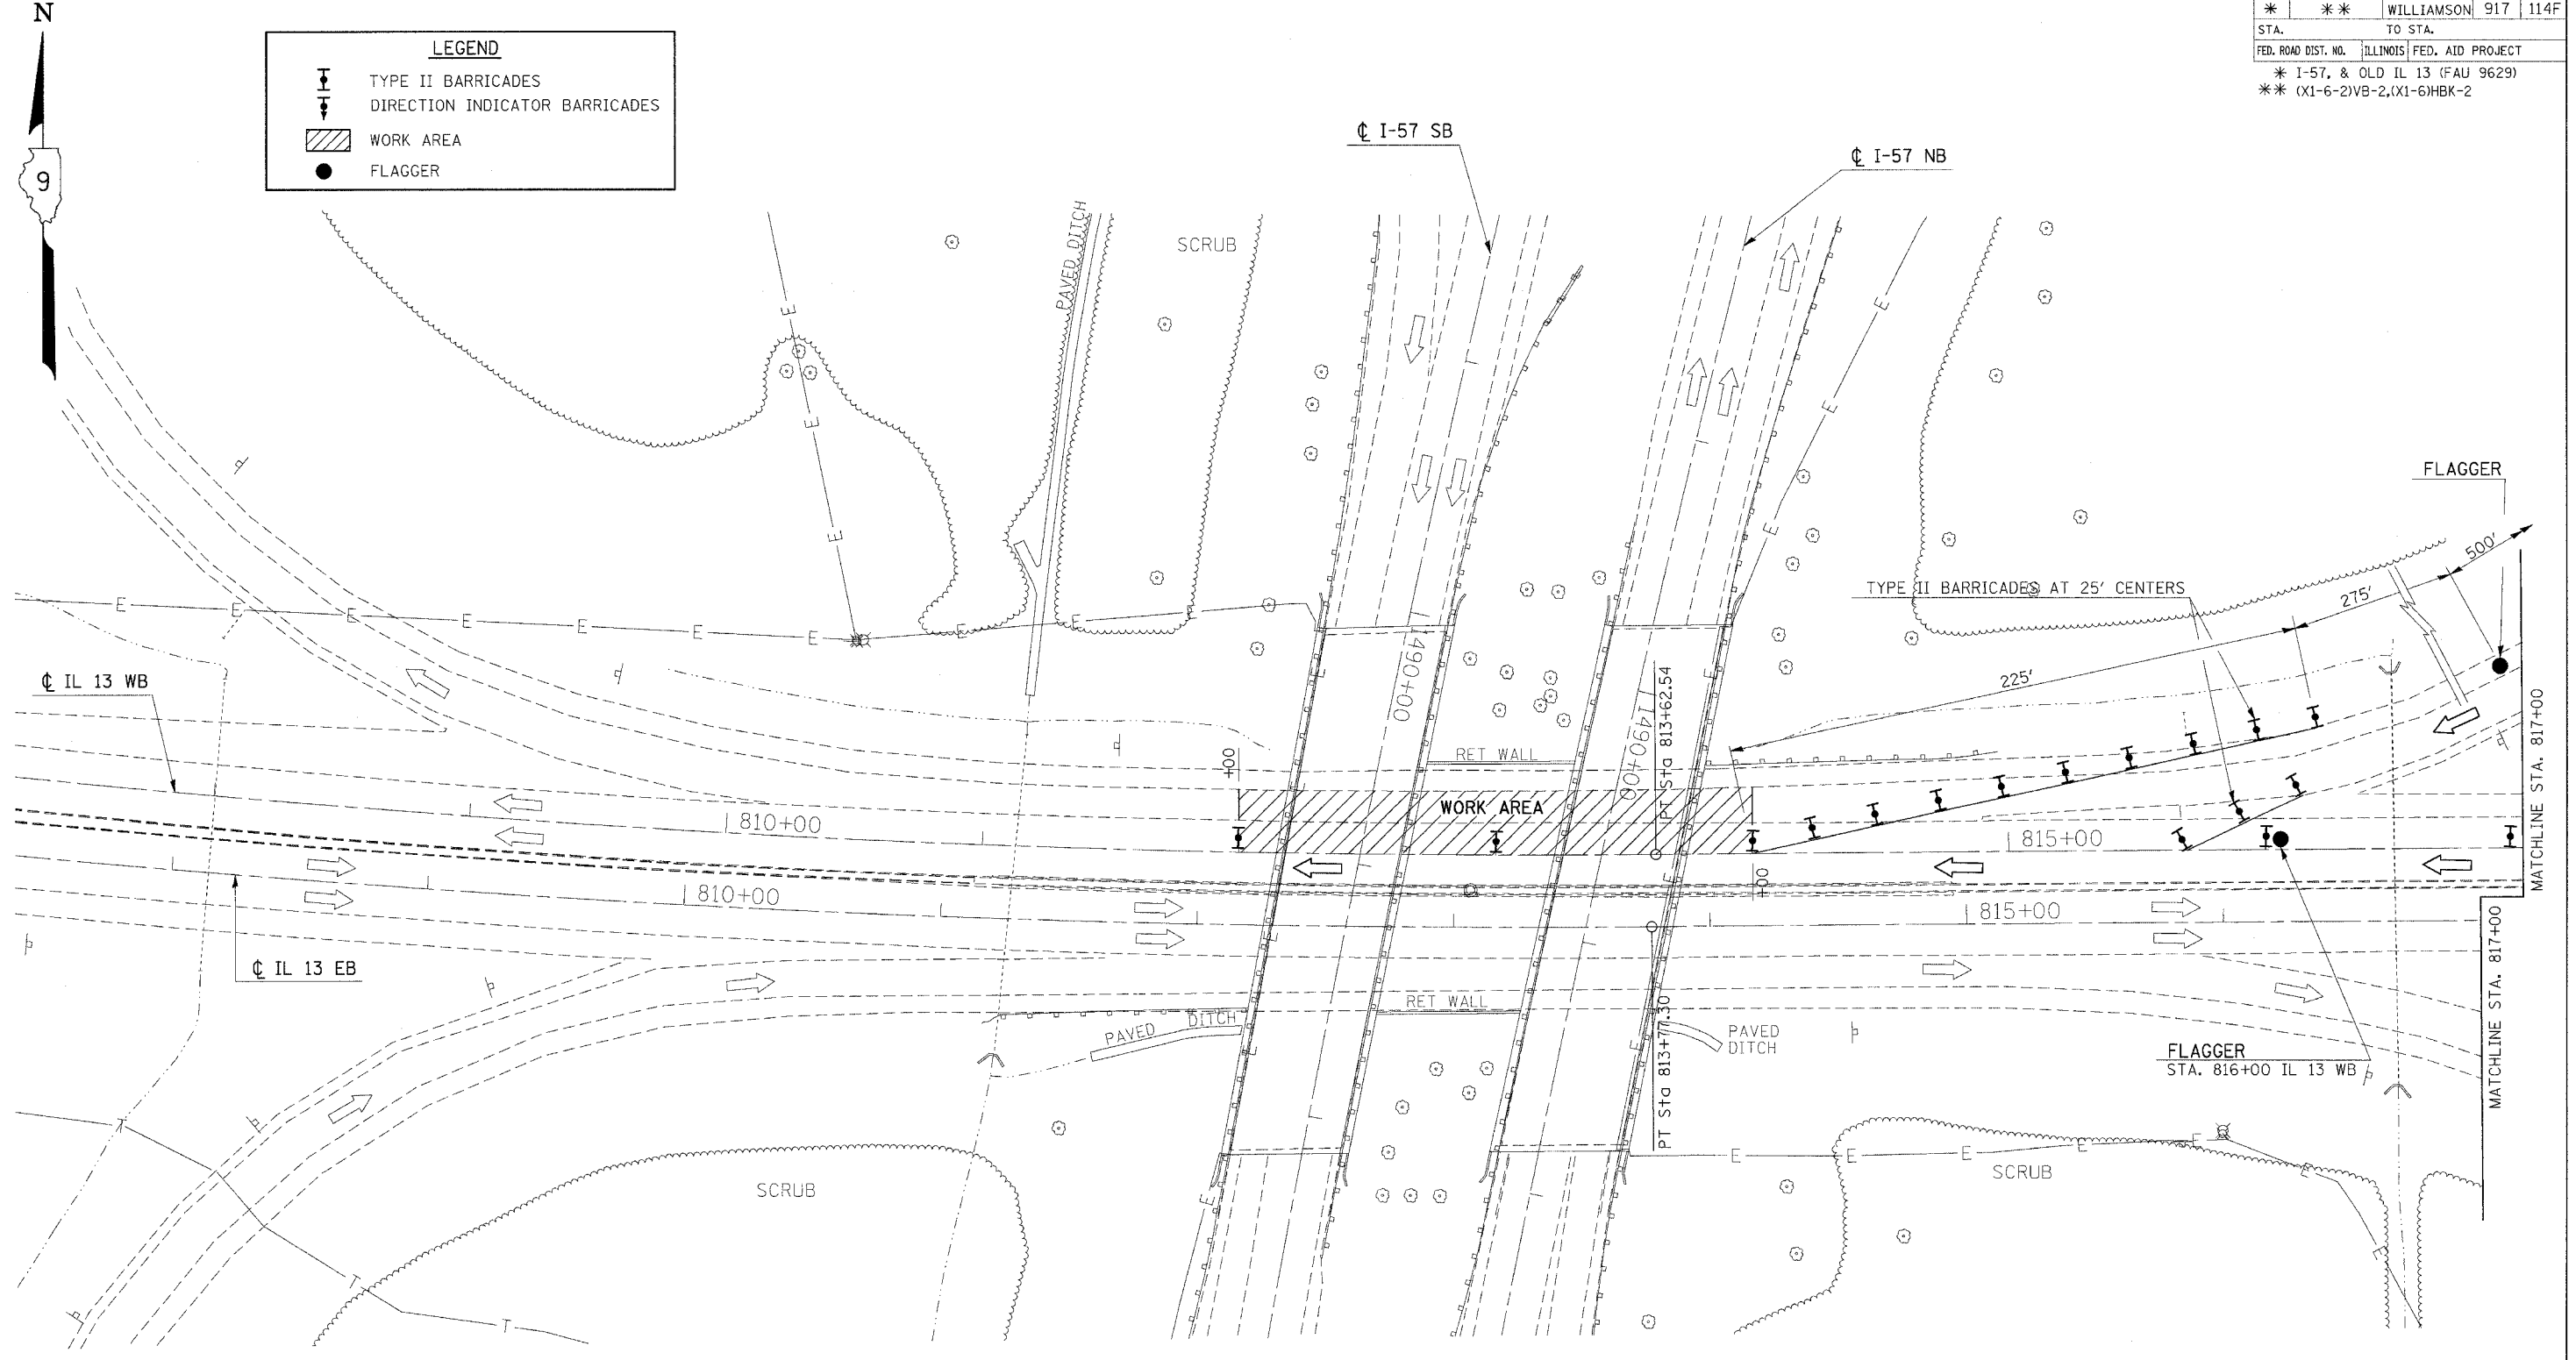 N
9
LEGEND
TYPE II BARRICADES
DIRECTION INDICATOR BARRICADES
WORK AREA
FLAGGER
* ** WILLIAMSON 917 114F
STA. TO STA.
FED. ROAD DIST. NO. ILLINOIS FED. AID PROJECT
* I-57, & OLD IL 13 (FAU 9629)
** (X1-6-2)VB-2,(X1-6)HBK-2
℄ I-57 SB
℄ I-57 NB
PAVED DITCH
SCRUB
E
E
E
E
E
E
FLAGGER
500'
TYPE II BARRICADES AT 25' CENTERS
275'
225'
E E E E E E E E E
℄ IL 13 WB
1490+00
1490+00
PT Sta 813+62.54
RET WALL
+00
WORK AREA
810+00
815+00
MATCHLINE STA. 817+00
810+00
+00
815+00
℄ IL 13 EB
RET WALL
PAVED DITCH
PT Sta 813+77.30
PAVED
DITCH
FLAGGER
STA. 816+00 IL 13 WB
MATCHLINE STA. 817+00
T
T
T
SCRUB
E E E E E E E
SCRUB